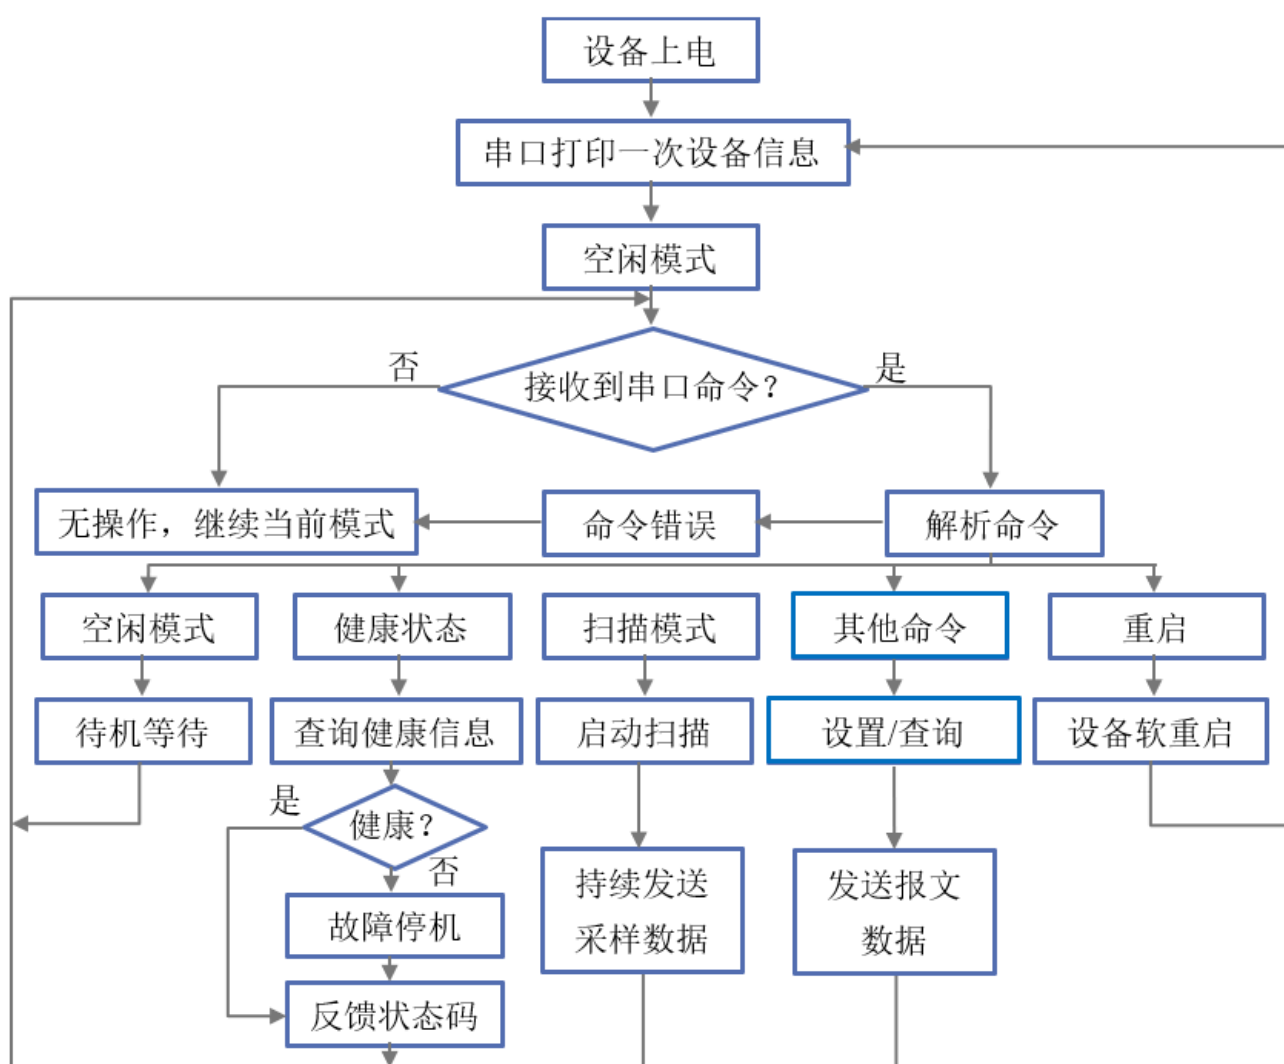 设备上电
串口打印一次设备信息
空闲模式
否
接收到串口命令？
是
无操作，继续当前模式
命令错误
解析命令
空闲模式
健康状态
扫描模式
其他命令
重启
待机等待
查询健康信息
启动扫描
设置/查询
设备软重启
是
健康？
否
持续发送
采样数据
发送报文
数据
故障停机
反馈状态码